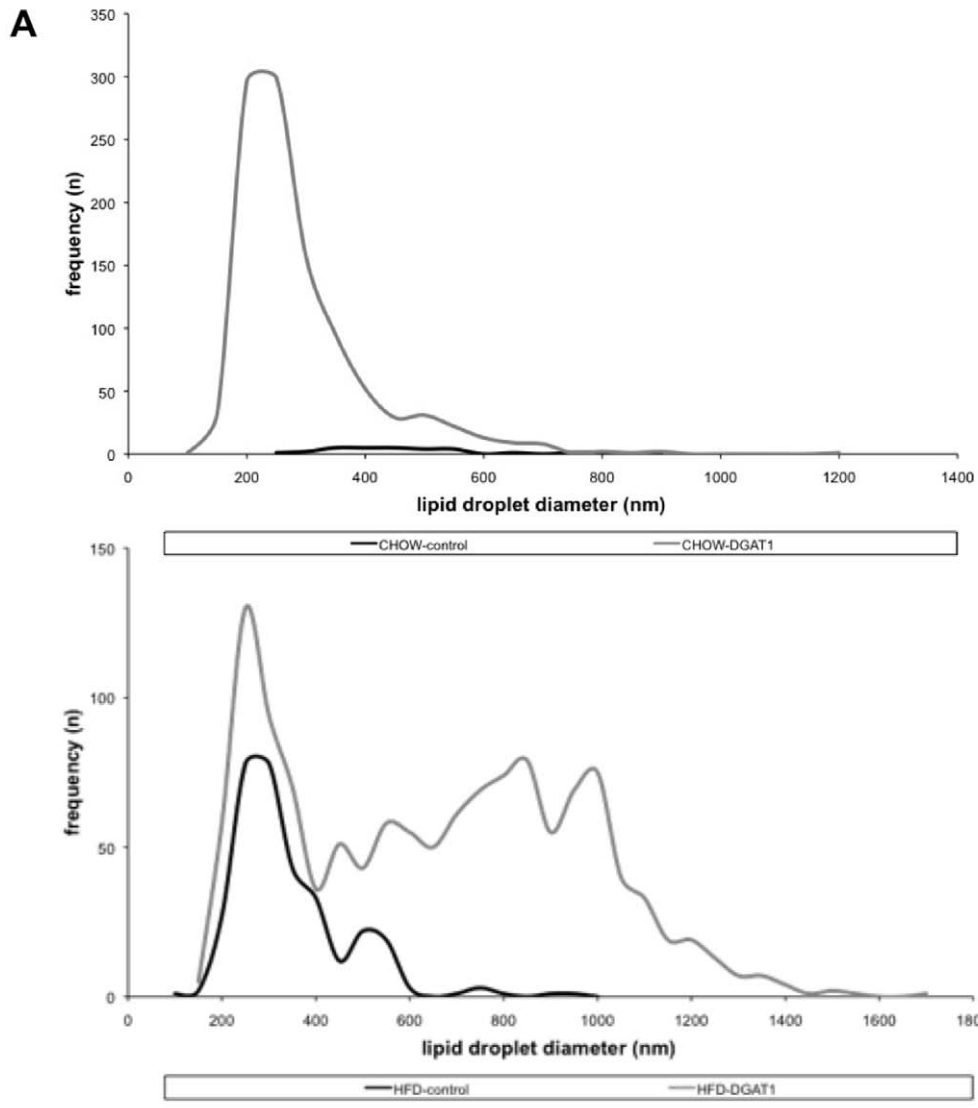 A
350
300
250
200
150
100
50
0
frequency (n)
0 200 400 600 800 1000 1200 1400
lipid droplet diameter (nm)
CHOW-control CHOW-DGAT1
150
100
50
0
frequency (n)
0 200 400 600 800 1000 1200 1400 1600 180
lipid droplet diameter (nm)
HFD-control HFD-DGAT1